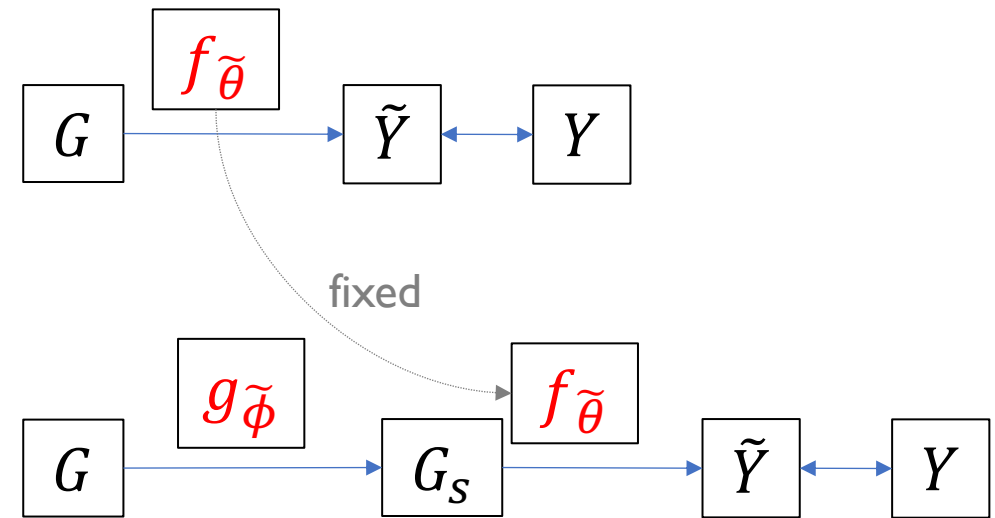 f_θ̃
G Ỹ Y
fixed
g_ϕ̃ f_θ̃
G G_s Ỹ Y